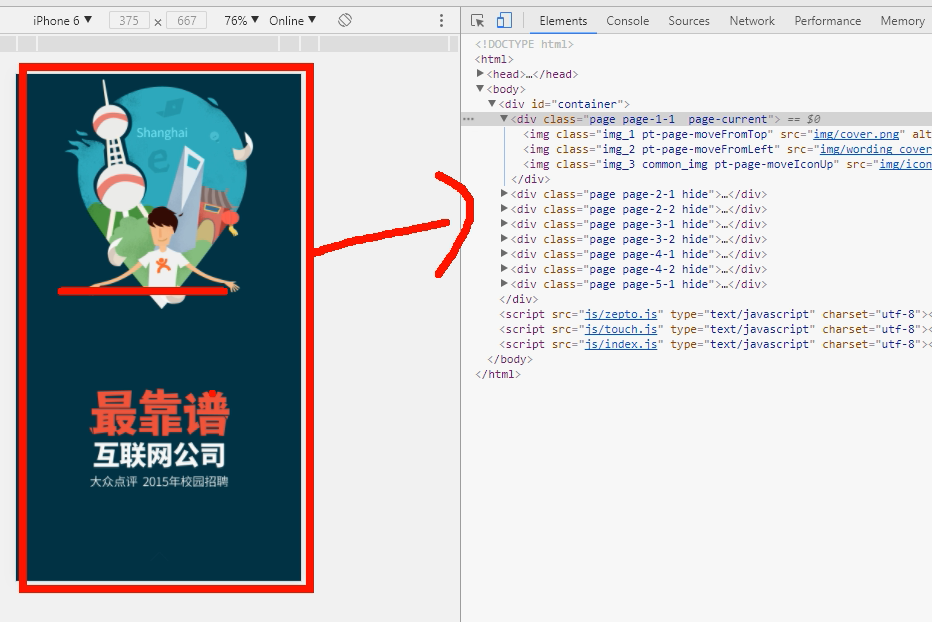 iPhone 6 ▼ 375 x 667 76% ▼ Online ▼
Elements Console Sources Network Performance Memory
Shanghai
最靠谱
互联网公司
大众点评 2015年校园招聘
<!DOCTYPE html>
<html>
▶<head>…</head>
▼<body>
▼<div id="container">
▼<div class="page page-1-1  page-current"> == $0
<img class="img_1 pt-page-moveFromTop" src="img/cover.png" alt
<img class="img_2 pt-page-moveFromLeft" src="img/wording_cover
<img class="img_3 common_img pt-page-moveIconUp" src="img/icon
</div>
▶<div class="page page-2-1 hide">…</div>
▶<div class="page page-2-2 hide">…</div>
▶<div class="page page-3-1 hide">…</div>
▶<div class="page page-3-2 hide">…</div>
▶<div class="page page-4-1 hide">…</div>
▶<div class="page page-4-2 hide">…</div>
▶<div class="page page-5-1 hide">…</div>
</div>
<script src="js/zepto.js" type="text/javascript" charset="utf-8"><
<script src="js/touch.js" type="text/javascript" charset="utf-8"><
<script src="js/index.js" type="text/javascript" charset="utf-8"><
</body>
</html>